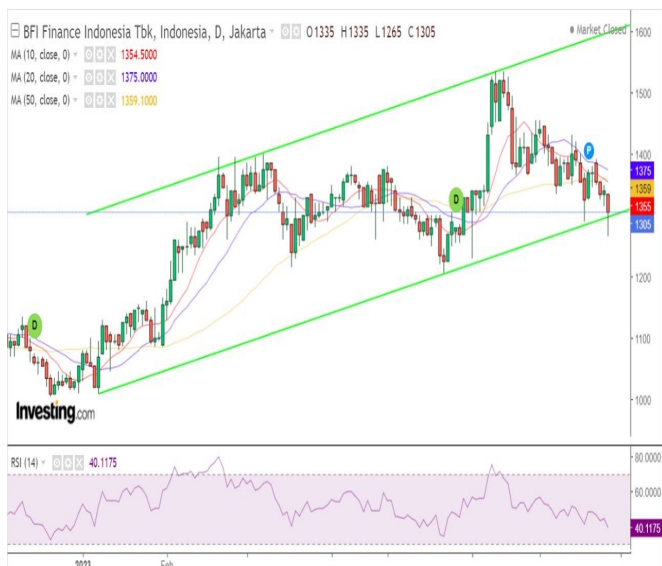 BFI Finance Indonesia Tbk, Indonesia, D, Jakarta O1335 H1335 L1265 C1305
Market Closed
MA (10, close, 0) 1354.5000
MA (20, close, 0) 1375.0000
MA (50, close, 0) 1359.1000
1600
1500
1400
1375
1359
1355
1305
1200
1000
D
D
P
Investing.com
RSI (14) 40.1175
80.0000
60.0000
40.1175
2023
Feb